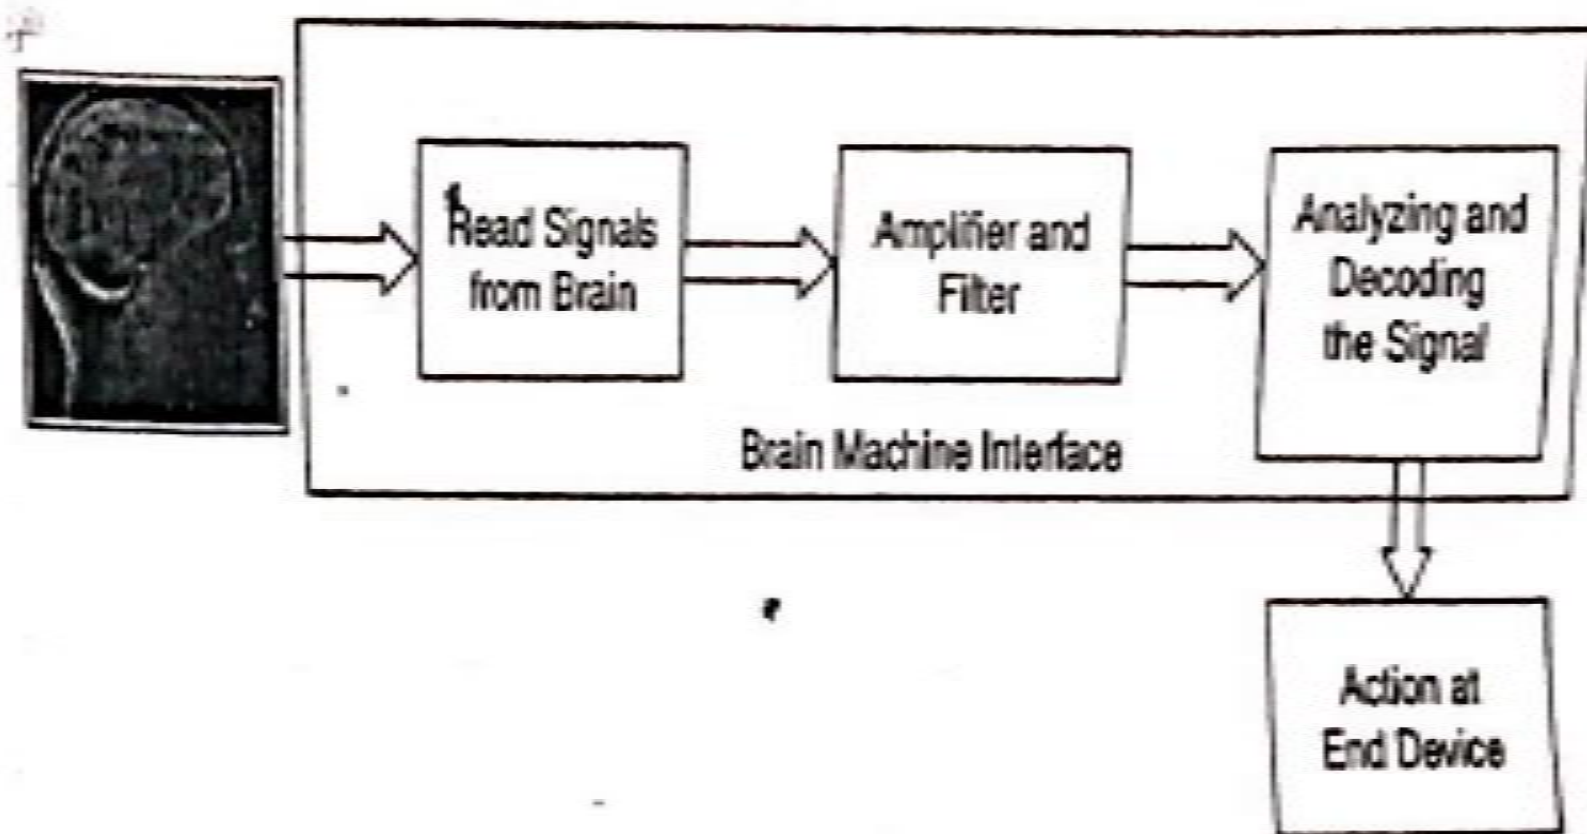 Read Signals
from Brain
Amplifier and
Filter
Analyzing and
Decoding
the Signal
Brain Machine Interface
Action at
End Device